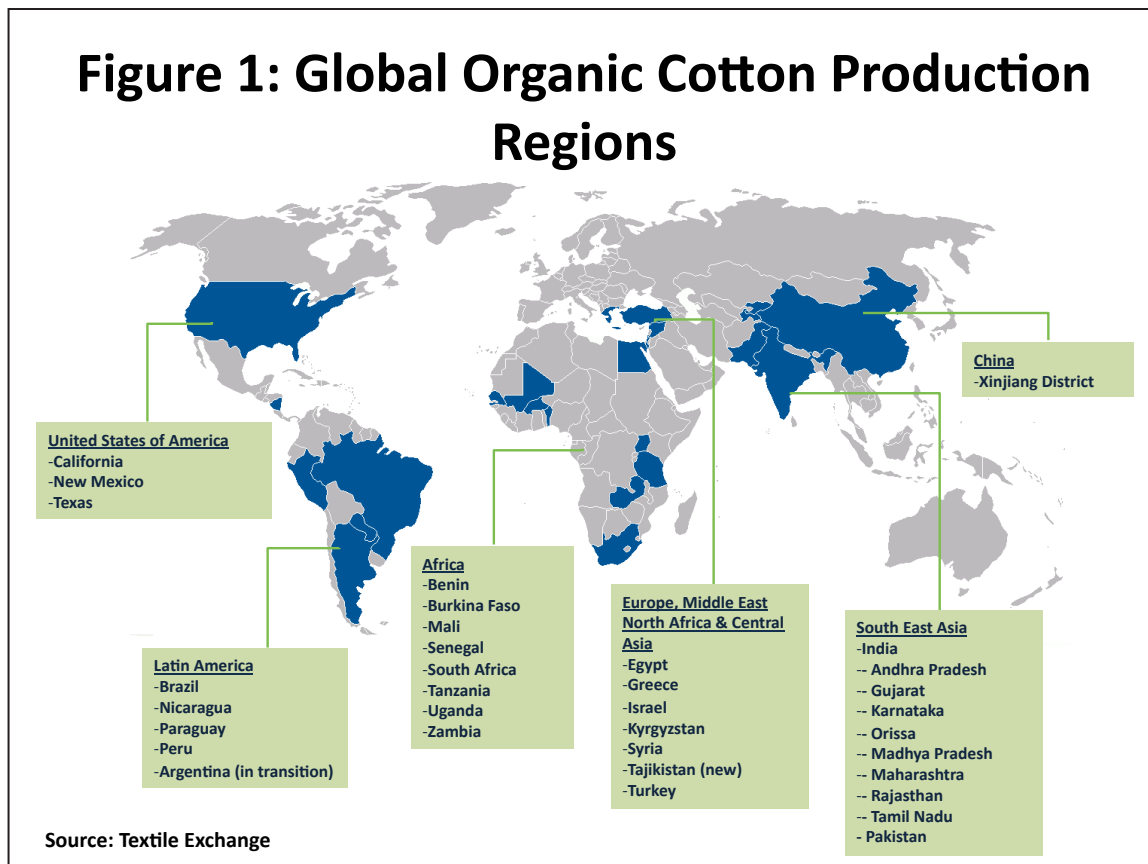 Figure 1: Global Organic Cotton Production
Regions
China
-Xinjiang District
United States of America
-California
-New Mexico
-Texas
Africa
-Benin
-Burkina Faso
-Mali
-Senegal
-South Africa
-Tanzania
-Uganda
-Zambia
Europe, Middle East
North Africa & Central
Asia
-Egypt
-Greece
-Israel
-Kyrgyzstan
-Syria
-Tajikistan (new)
-Turkey
South East Asia
-India
-- Andhra Pradesh
-- Gujarat
-- Karnataka
-- Orissa
-- Madhya Pradesh
-- Maharashtra
-- Rajasthan
-- Tamil Nadu
- Pakistan
Latin America
-Brazil
-Nicaragua
-Paraguay
-Peru
-Argentina (in transition)
Source: Textile Exchange